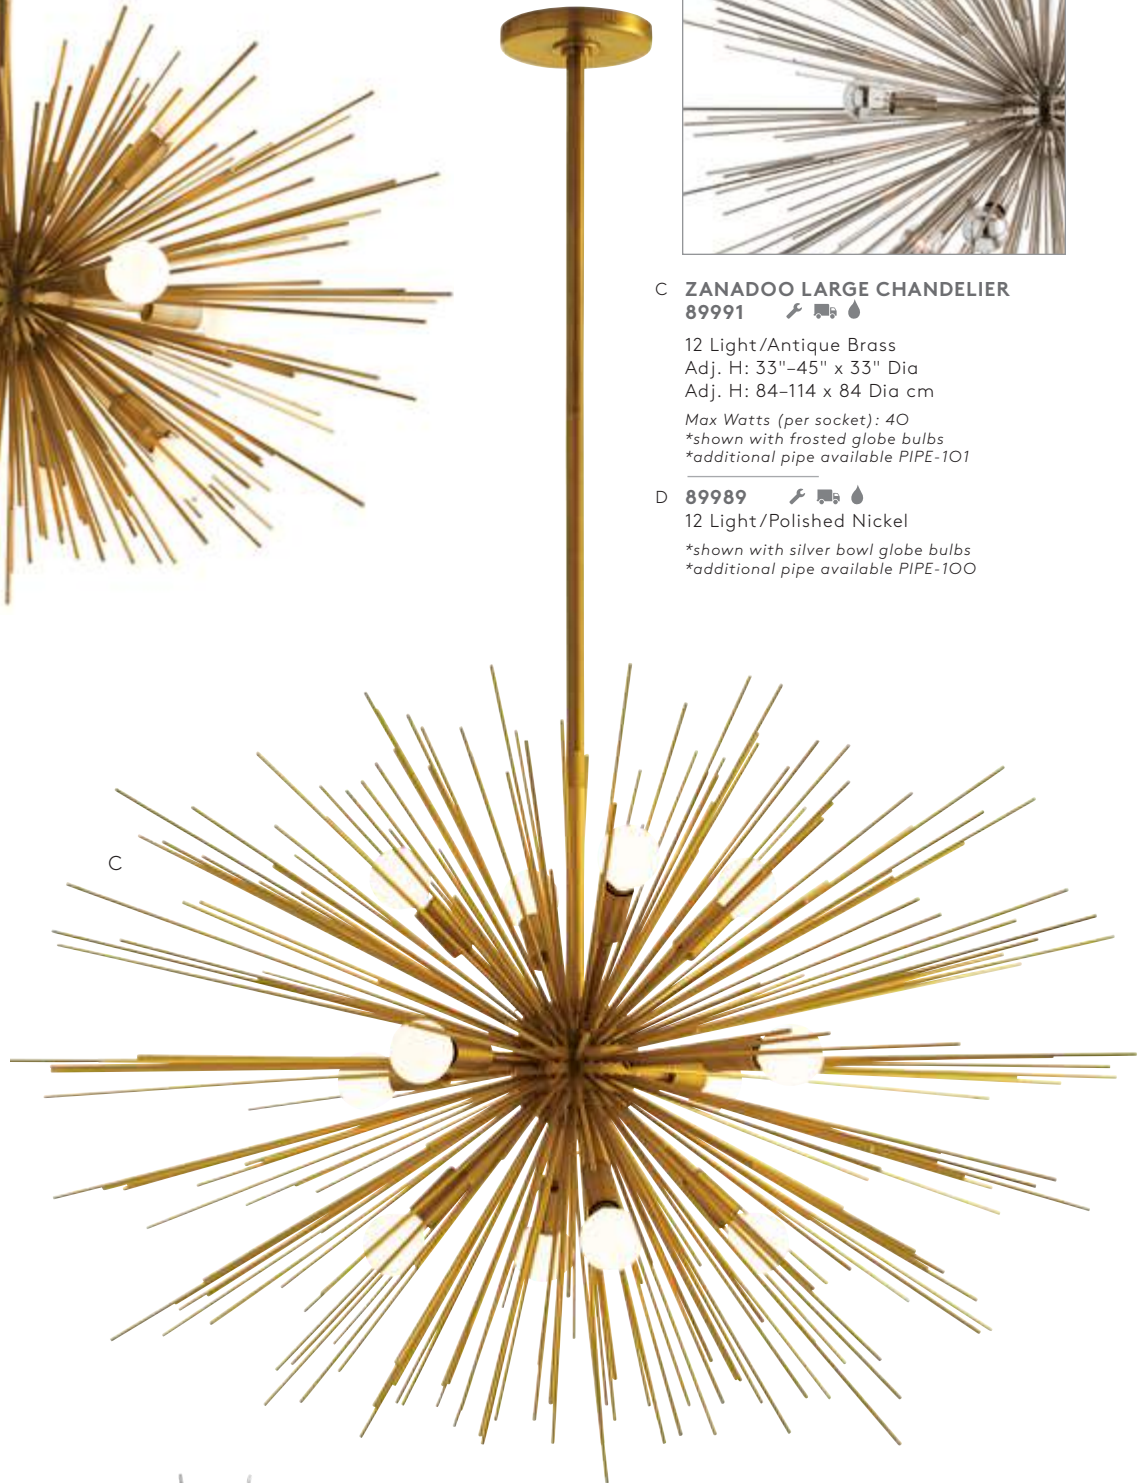 C ZANADOO LARGE CHANDELIER
89991
12 Light/Antique Brass
Adj. H: 33"–45" x 33" Dia
Adj. H: 84–114 x 84 Dia cm
Max Watts (per socket): 40
*shown with frosted globe bulbs
*additional pipe available PIPE-101
D 89989
12 Light/Polished Nickel
*shown with silver bowl globe bulbs
*additional pipe available PIPE-100
C